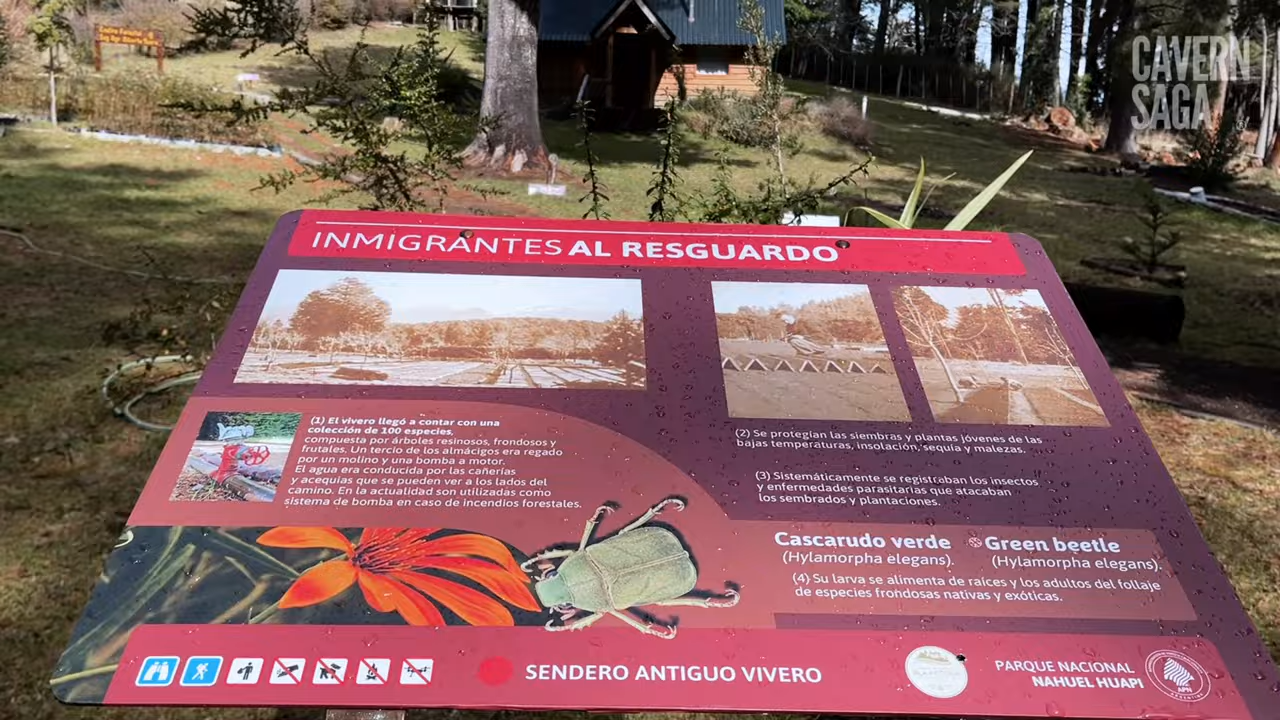 CAVERN
SAGA
INMIGRANTES AL RESGUARDO
(1) El vivero llegó a contar con una
colección de 100 especies,
compuesta por árboles resinosos, frondosos y
frutales. Un tercio de los almácigos era regado
por un molino y una bomba a motor.
El agua era conducida por las cañerías
y acequias que se pueden ver a los lados del
camino. En la actualidad son utilizadas como
sistema de bomba en caso de incendios forestales.
(2) Se protegían las siembras y plantas jóvenes de las
bajas temperaturas, insolación, sequía y malezas.
(3) Sistemáticamente se registraban los insectos
y enfermedades parasitarias que atacaban
los sembrados y plantaciones.
Cascarudo verde
(Hylamorpha elegans).
Green beetle
(Hylamorpha elegans).
(4) Su larva se alimenta de raíces y los adultos del follaje
de especies frondosas nativas y exóticas.
SENDERO ANTIGUO VIVERO
PARQUE NACIONAL
NAHUEL HUAPI
APN